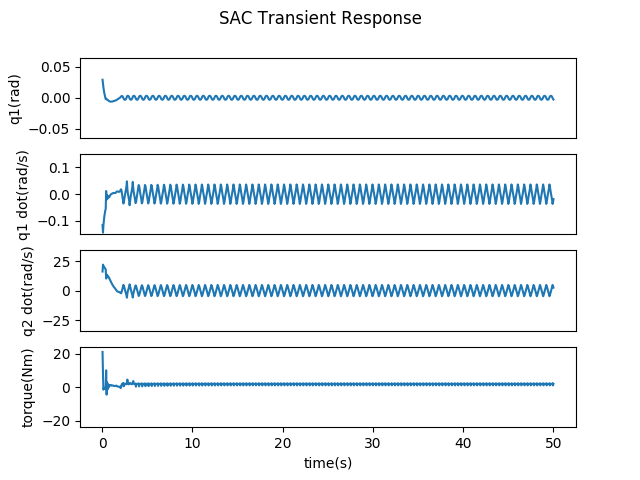 SAC Transient Response
q1(rad)
0.05
0.00
−0.05
q1 dot(rad/s)
0.1
0.0
−0.1
q2 dot(rad/s)
25
0
−25
torque(Nm)
20
0
−20
0 10 20 30 40 50
time(s)